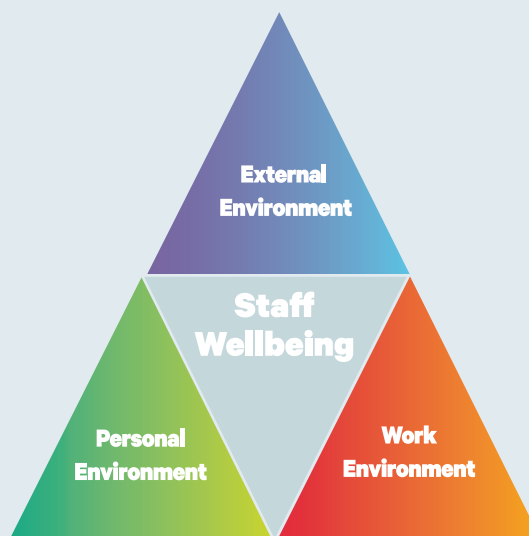 External
Environment
Staff
Wellbeing
Personal
Environment
Work
Environment